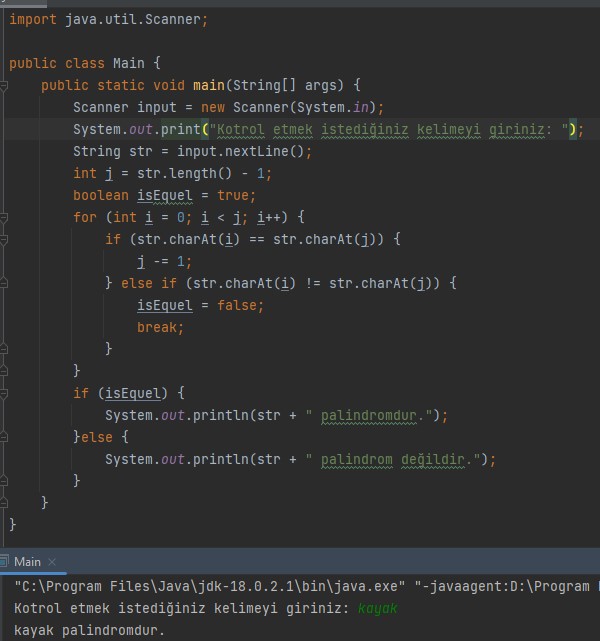 import java.util.Scanner;
public class Main {
public static void main(String[] args) {
Scanner input = new Scanner(System.in);
System.out.print("Kotrol etmek istediğiniz kelimeyi giriniz: ");
String str = input.nextLine();
int j = str.length() - 1;
boolean isEquel = true;
for (int i = 0; i < j; i++) {
if (str.charAt(i) == str.charAt(j)) {
j -= 1;
} else if (str.charAt(i) != str.charAt(j)) {
isEquel = false;
break;
}
}
if (isEquel) {
System.out.println(str + " palindromdur.");
}else {
System.out.println(str + " palindrom değildir.");
}
}
}
Main
"C:\Program Files\Java\jdk-18.0.2.1\bin\java.exe" "-javaagent:D:\Program
Kotrol etmek istediğiniz kelimeyi giriniz: kayak
kayak palindromdur.